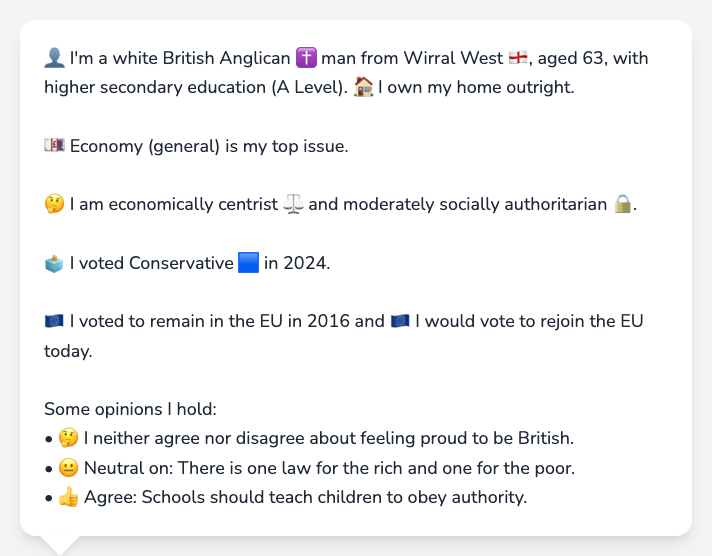 👤 I'm a white British Anglican ✝️ man from Wirral West 🏴󠁧󠁢󠁥󠁮󠁧󠁿, aged 63, with
higher secondary education (A Level). 🏠 I own my home outright.
💷 Economy (general) is my top issue.
🤔 I am economically centrist ⚖️ and moderately socially authoritarian 🔒.
🗳️ I voted Conservative 🟦 in 2024.
🇪🇺 I voted to remain in the EU in 2016 and 🇪🇺 I would vote to rejoin the EU
today.
Some opinions I hold:
• 🤔 I neither agree nor disagree about feeling proud to be British.
• 😐 Neutral on: There is one law for the rich and one for the poor.
• 👍 Agree: Schools should teach children to obey authority.